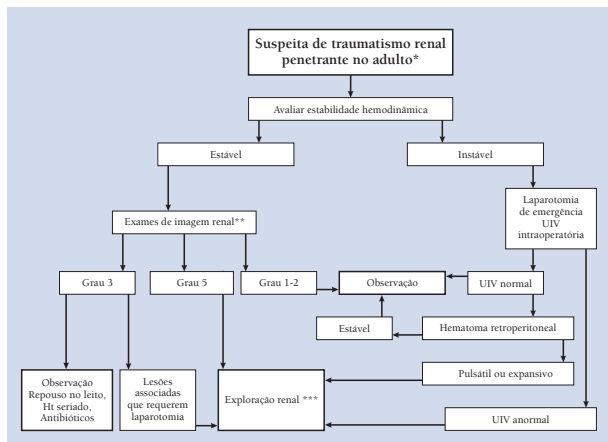 Suspeita de traumatismo renal
penetrante no adulto*
Avaliar estabilidade hemodinâmica
Estável
Instável
Laparotomia
de emergência
UIV
intraoperatória
Exames de imagem renal**
Grau 3
Grau 5
Grau 1-2
Observação
UIV normal
Estável
Hematoma retroperitoneal
Observação
Repouso no leito,
Ht seriado,
Antibióticos
Lesões
associadas
que requerem
laparotomia
Exploração renal ***
Pulsátil ou expansivo
UIV anormal